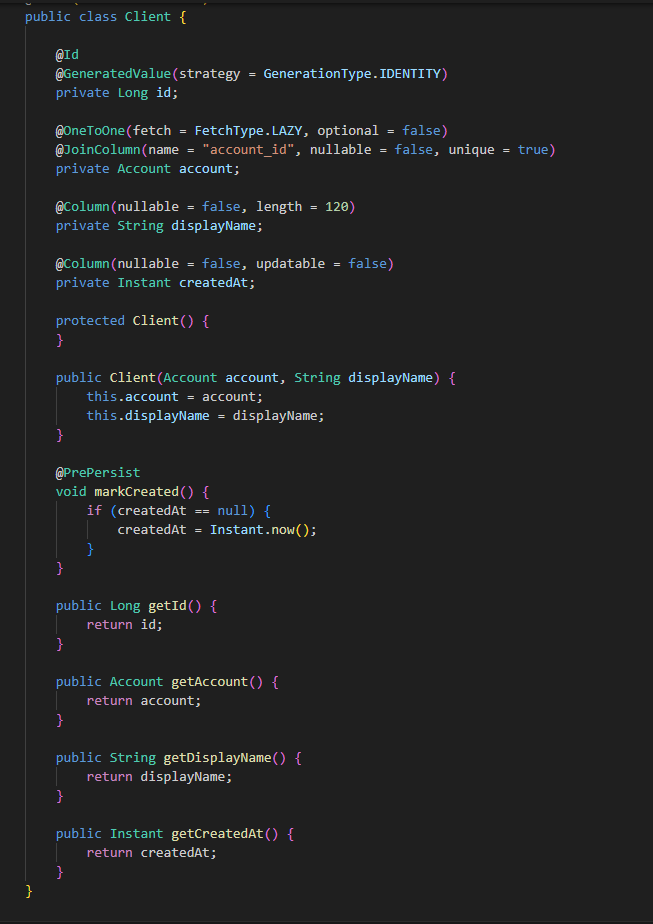 public class Client {
@Id
@GeneratedValue(strategy = GenerationType.IDENTITY)
private Long id;
@OneToOne(fetch = FetchType.LAZY, optional = false)
@JoinColumn(name = "account_id", nullable = false, unique = true)
private Account account;
@Column(nullable = false, length = 120)
private String displayName;
@Column(nullable = false, updatable = false)
private Instant createdAt;
protected Client() {
}
public Client(Account account, String displayName) {
this.account = account;
this.displayName = displayName;
}
@PrePersist
void markCreated() {
if (createdAt == null) {
createdAt = Instant.now();
}
}
public Long getId() {
return id;
}
public Account getAccount() {
return account;
}
public String getDisplayName() {
return displayName;
}
public Instant getCreatedAt() {
return createdAt;
}
}